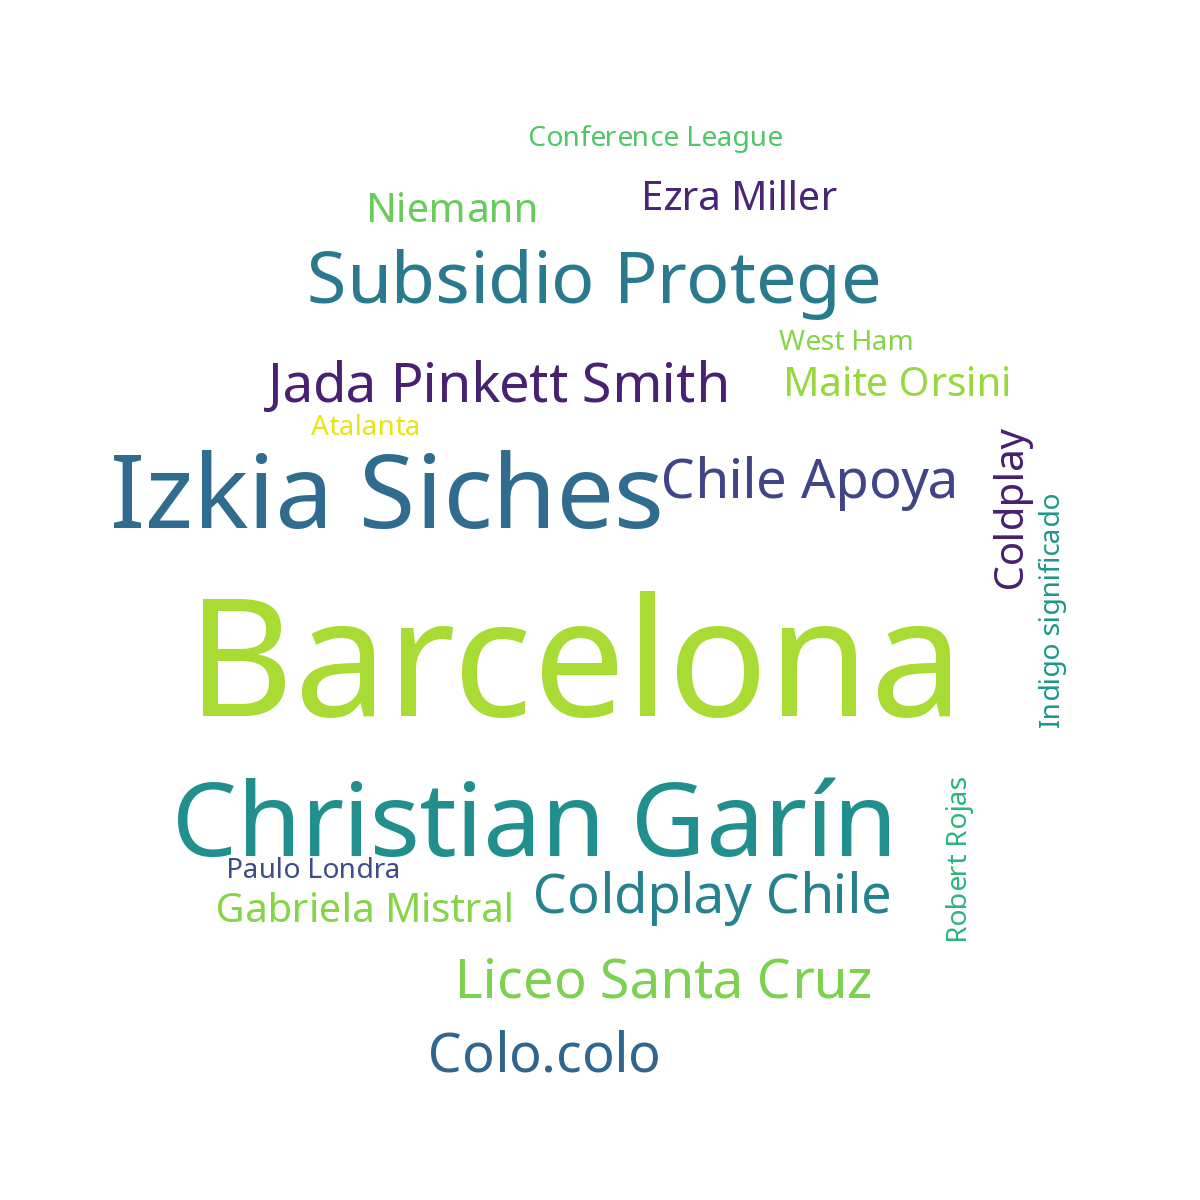 Conference League
Ezra Miller
Niemann
Subsidio Protege
West Ham
Jada Pinkett Smith
Maite Orsini
Atalanta
Izkia Siches
Chile Apoya
Coldplay
Indigo significado
Barcelona
Christian Garín
Robert Rojas
Paulo Londra
Gabriela Mistral
Coldplay Chile
Liceo Santa Cruz
Colo.colo